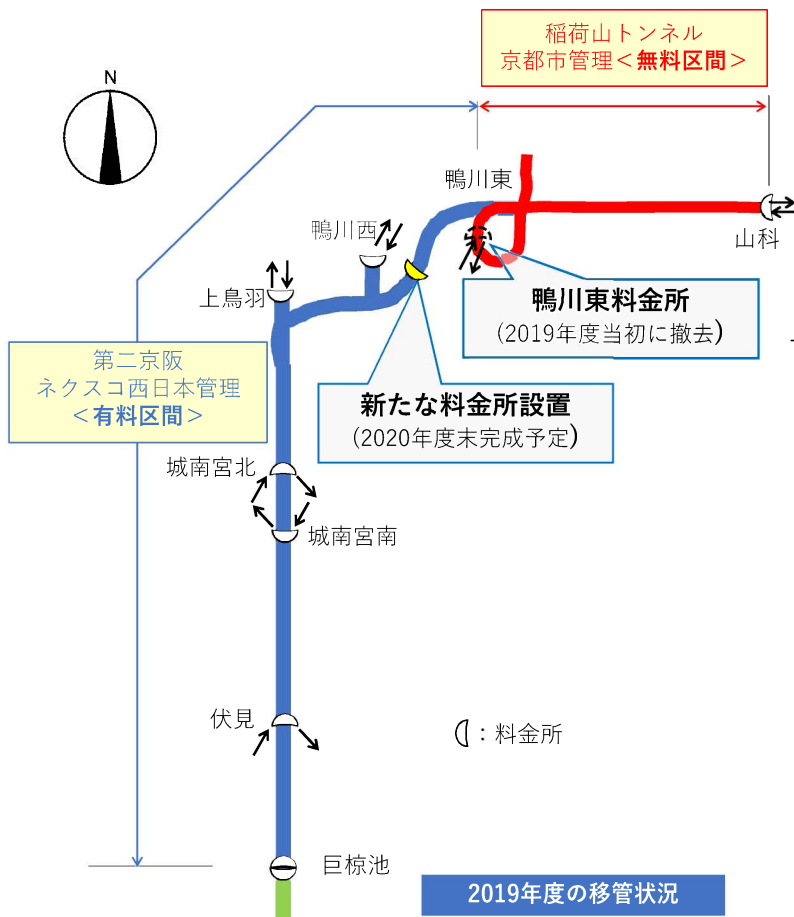 稲荷山トンネル
京都市管理＜無料区間＞
N
鴨川東
鴨川西
山科
上鳥羽
鴨川東料金所
(2019年度当初に撤去)
第二京阪
ネクスコ西日本管理
＜有料区間＞
新たな料金所設置
(2020年度末完成予定)
城南宮北
城南宮南
伏見
：料金所
巨椋池
2019年度の移管状況